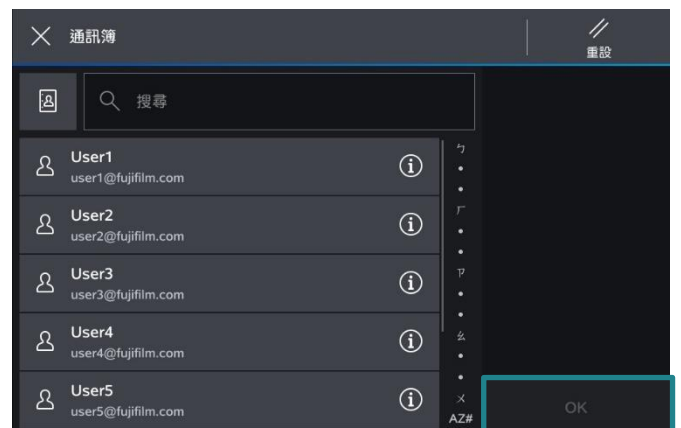 通訊簿
重設
搜尋
User1
user1@fujifilm.com
User2
user2@fujifilm.com
User3
user3@fujifilm.com
User4
user4@fujifilm.com
User5
user5@fujifilm.com
ㄅ
ㄏ
ㄗ
ㄠ
ㄨ
AZ#
OK